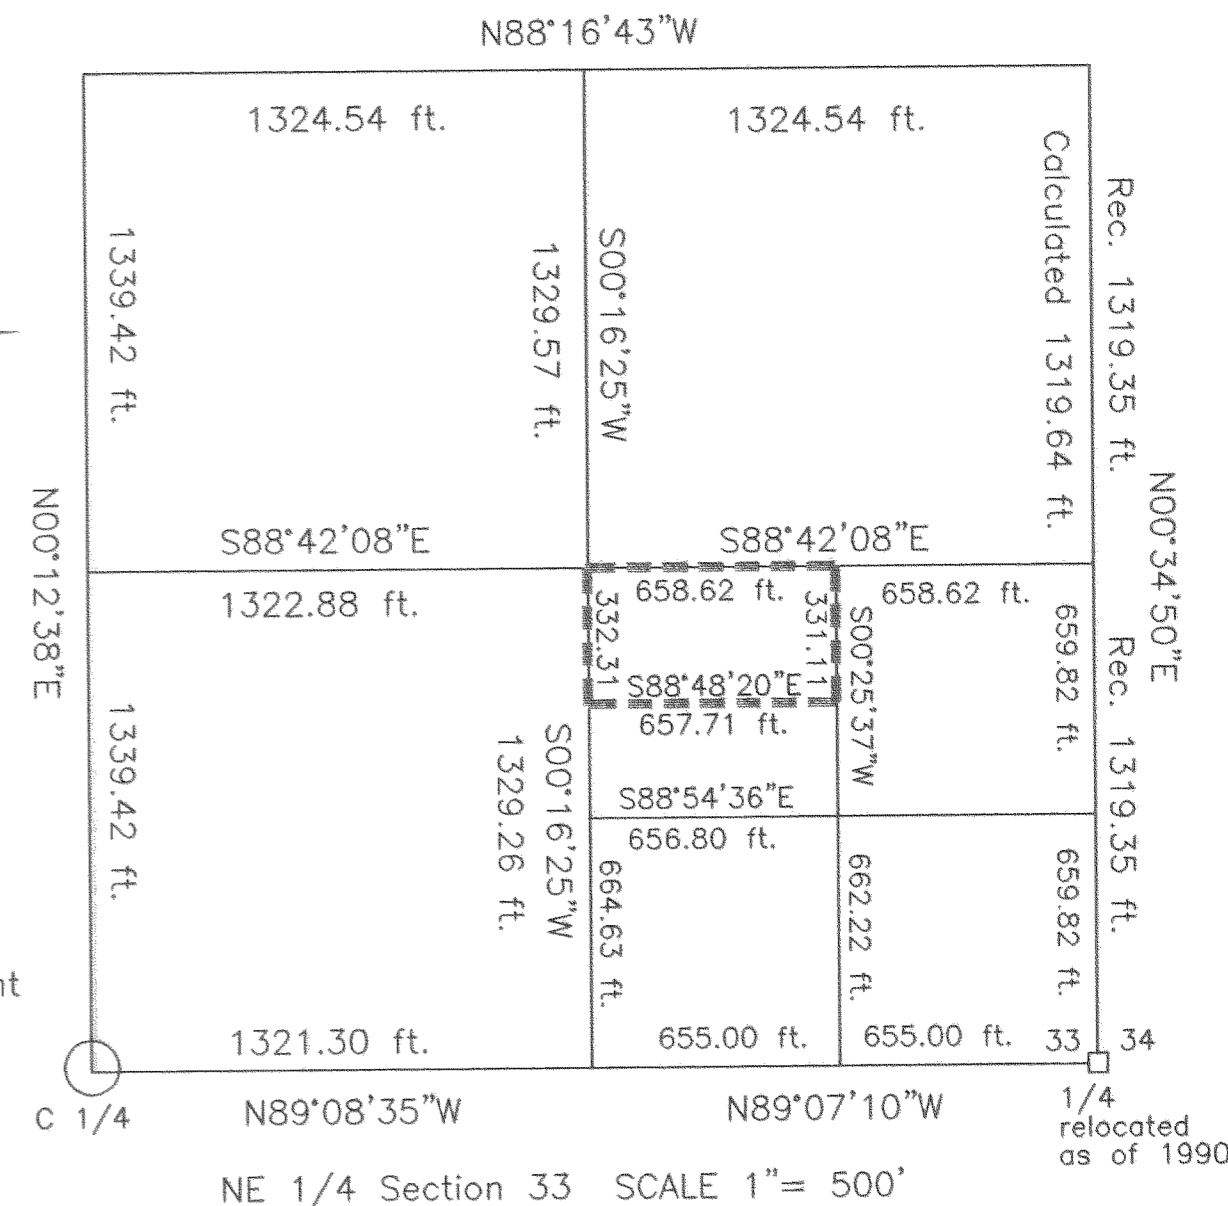 N88°16'43"W
1324.54 ft.
1324.54 ft.
Calculated 1319.64 ft.
Rec. 1319.35 ft.
1339.42 ft.
1329.57 ft.
S00°16'25"W
N00°12'38"E
N00°34'50"E
S88°42'08"E
S88°42'08"E
1322.88 ft.
658.62 ft.
658.62 ft.
332.31
331.11
S00°25'37"W
659.82 ft.
Rec. 1319.35 ft.
S88°48'20"E
657.71 ft.
1339.42 ft.
1329.26 ft.
S00°16'25"W
S88°54'36"E
656.80 ft.
664.63 ft.
662.22 ft.
659.82 ft.
nt
1321.30 ft.
655.00 ft.
655.00 ft.
33
34
C 1/4
N89°08'35"W
N89°07'10"W
1/4
relocated
as of 1990
NE 1/4 Section 33 SCALE 1"= 500'